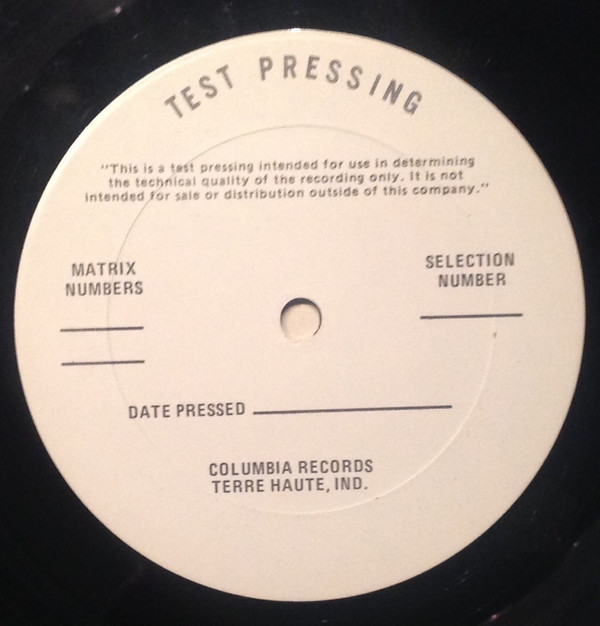 TEST PRESSING
"This is a test pressing intended for use in determining
the technical quality of the recording only. It is not
intended for sale or distribution outside of this company."
MATRIX
NUMBERS
SELECTION
NUMBER
DATE PRESSED
COLUMBIA RECORDS
TERRE HAUTE, IND.